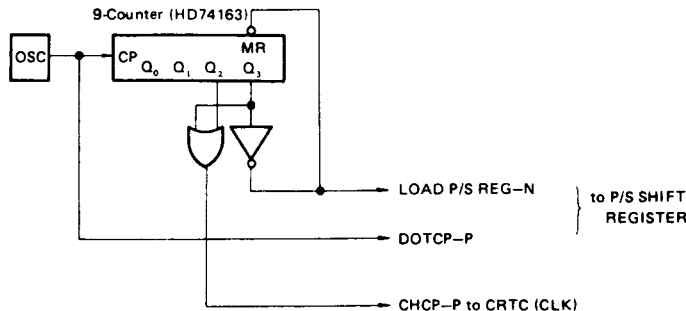 9-Counter (HD74163)
OSC
CP
MR
Q0 Q1 Q2 Q3
LOAD P/S REG–N
to P/S SHIFT
REGISTER
DOTCP–P
CHCP–P to CRTC (CLK)